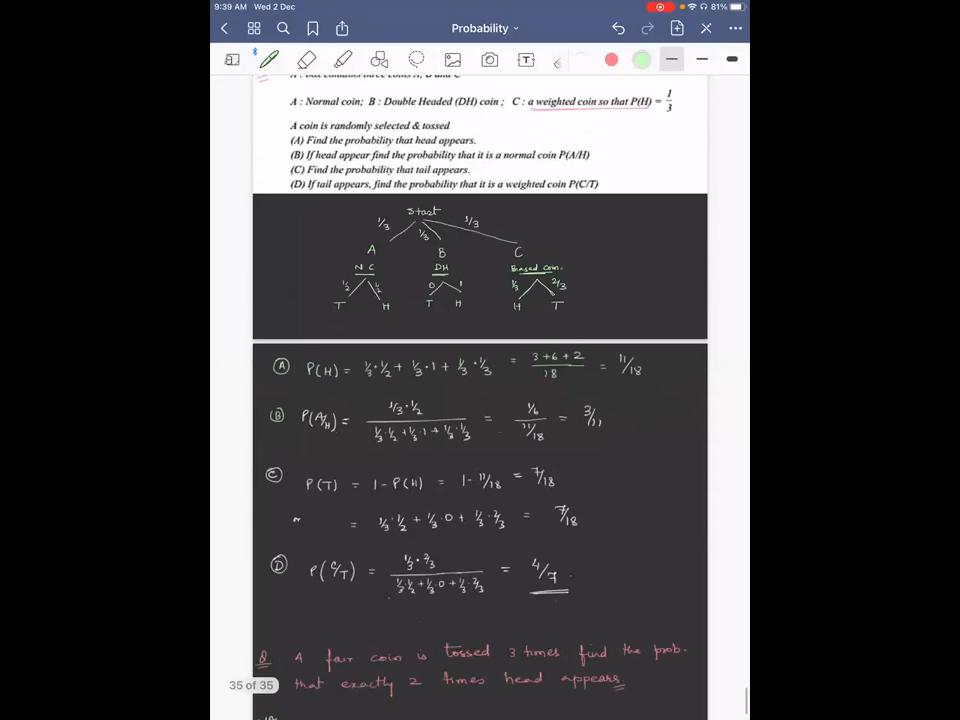 9:39 AM Wed 2 Dec 81%
Probability
A : Box contains three coins A, B and C
A : Normal coin; B : Double Headed (DH) coin ; C : a weighted coin so that P(H) = 1/3
A coin is randomly selected & tossed
(A) Find the probability that head appears.
(B) If head appear find the probability that it is a normal coin P(A/H)
(C) Find the probability that tail appears.
(D) If tail appears, find the probability that it is a weighted coin P(C/T)
Start
1/3 1/3 1/3
A B C
N C DH Biased coin.
1/2 1/2 0 1 1/3 2/3
T H T H H T
(A) P(H) = 1/3 · 1/2 + 1/3 · 1 + 1/3 · 1/3 = 3+6+2/18 = 11/18
(B) P(A/H) = 1/3 · 1/2 / 1/3 · 1/2 + 1/3 · 1 + 1/3 · 1/3 = 1/6 / 11/18 = 3/11
(C) P(T) = 1 - P(H) = 1 - 11/18 = 7/18
or = 1/3 · 1/2 + 1/3 · 0 + 1/3 · 2/3 = 7/18
(D) P(C/T) = 1/3 · 2/3 / 1/3 · 1/2 + 1/3 · 0 + 1/3 · 2/3 = 4/7
Q A fair coin is tossed 3 times find the prob.
that exactly 2 times head appears
35 of 35